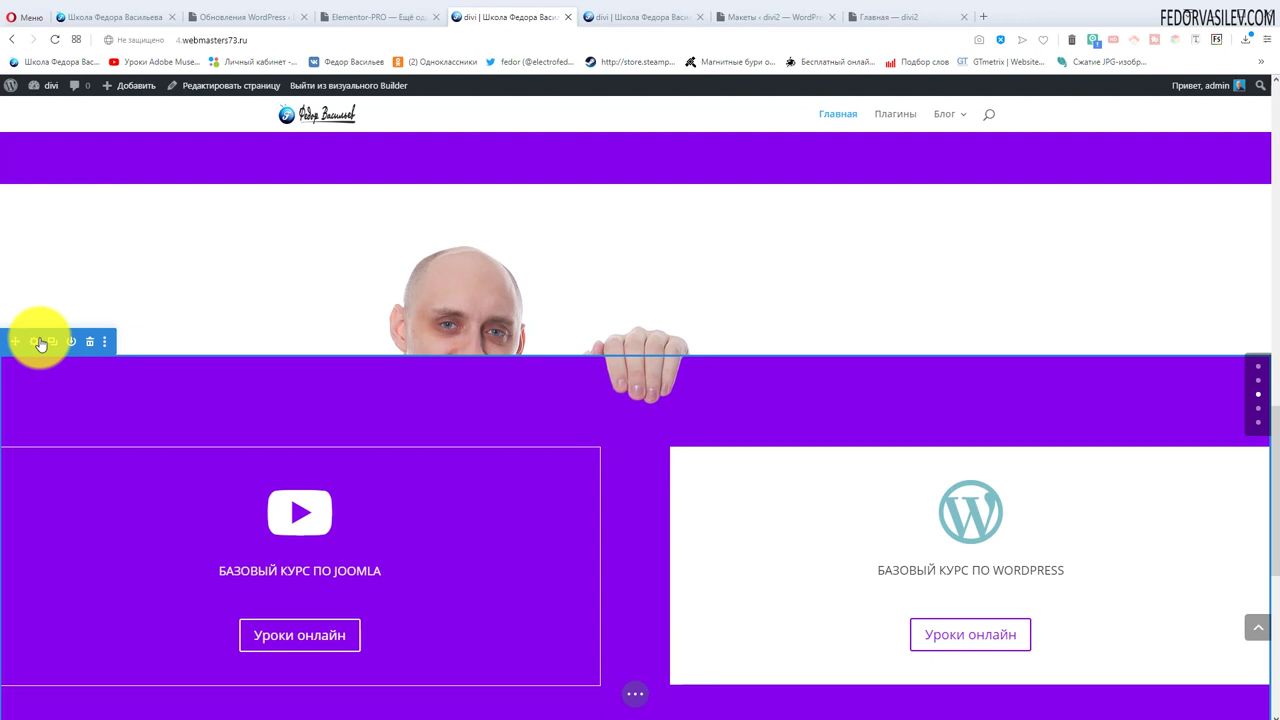 Меню
Школа Федора Васильева
Обновления WordPress ‹
Elementor-PRO — Ещё од
divi | Школа Федора Васил
divi | Школа Федора Васил
Макеты ‹ divi2 — WordPre
Главная — divi2
FEDORVASILEV.COM
Не защищено
4.webmasters73.ru
Школа Федора Вас...
Уроки Adobe Muse...
Личный кабинет -...
Федор Васильев
(2) Одноклассники
fedor (@electrofed...
http://store.steamp...
Магнитные бури о...
Бесплатный онлай...
Подбор слов
GTmetrix | Website...
Сжатие JPG-изобр...
divi
0
Добавить
Редактировать страницу
Выйти из визуального Builder
Привет, admin
Федор Васильев
Главная
Плагины
Блог
БАЗОВЫЙ КУРС ПО JOOMLA
Уроки онлайн
БАЗОВЫЙ КУРС ПО WORDPRESS
Уроки онлайн